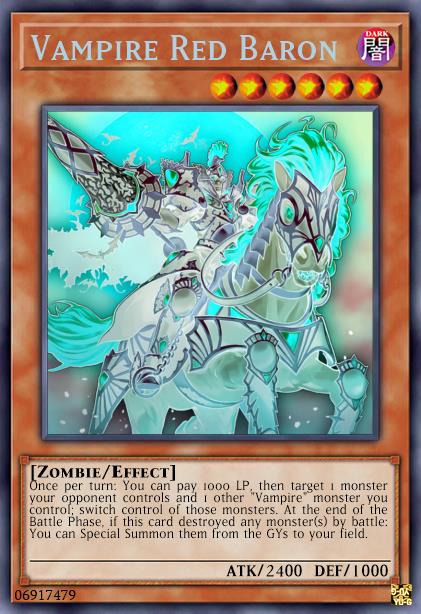 Vampire Red Baron
DARK
闇
[Zombie/Effect]
Once per turn: You can pay 1000 LP, then target 1 monster
your opponent controls and 1 other "Vampire" monster you
control; switch control of those monsters. At the end of the
Battle Phase, if this card destroyed any monster(s) by battle:
You can Special Summon them from the GYs to your field.
ATK/2400 DEF/1000
06917479